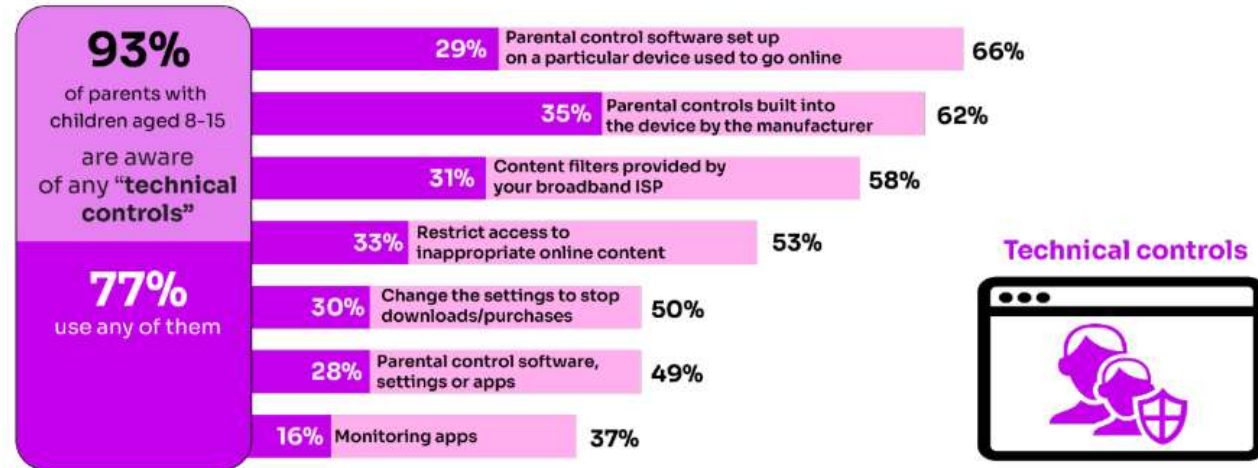 93%
of parents with
children aged 8-15
are aware
of any “technical
controls”
77%
use any of them
29%
Parental control software set up
on a particular device used to go online
66%
35%
Parental controls built into
the device by the manufacturer
62%
31%
Content filters provided by
your broadband ISP
58%
33%
Restrict access to
inappropriate online content
53%
30%
Change the settings to stop
downloads/purchases
50%
28%
Parental control software,
settings or apps
49%
16%
Monitoring apps
37%
Technical controls